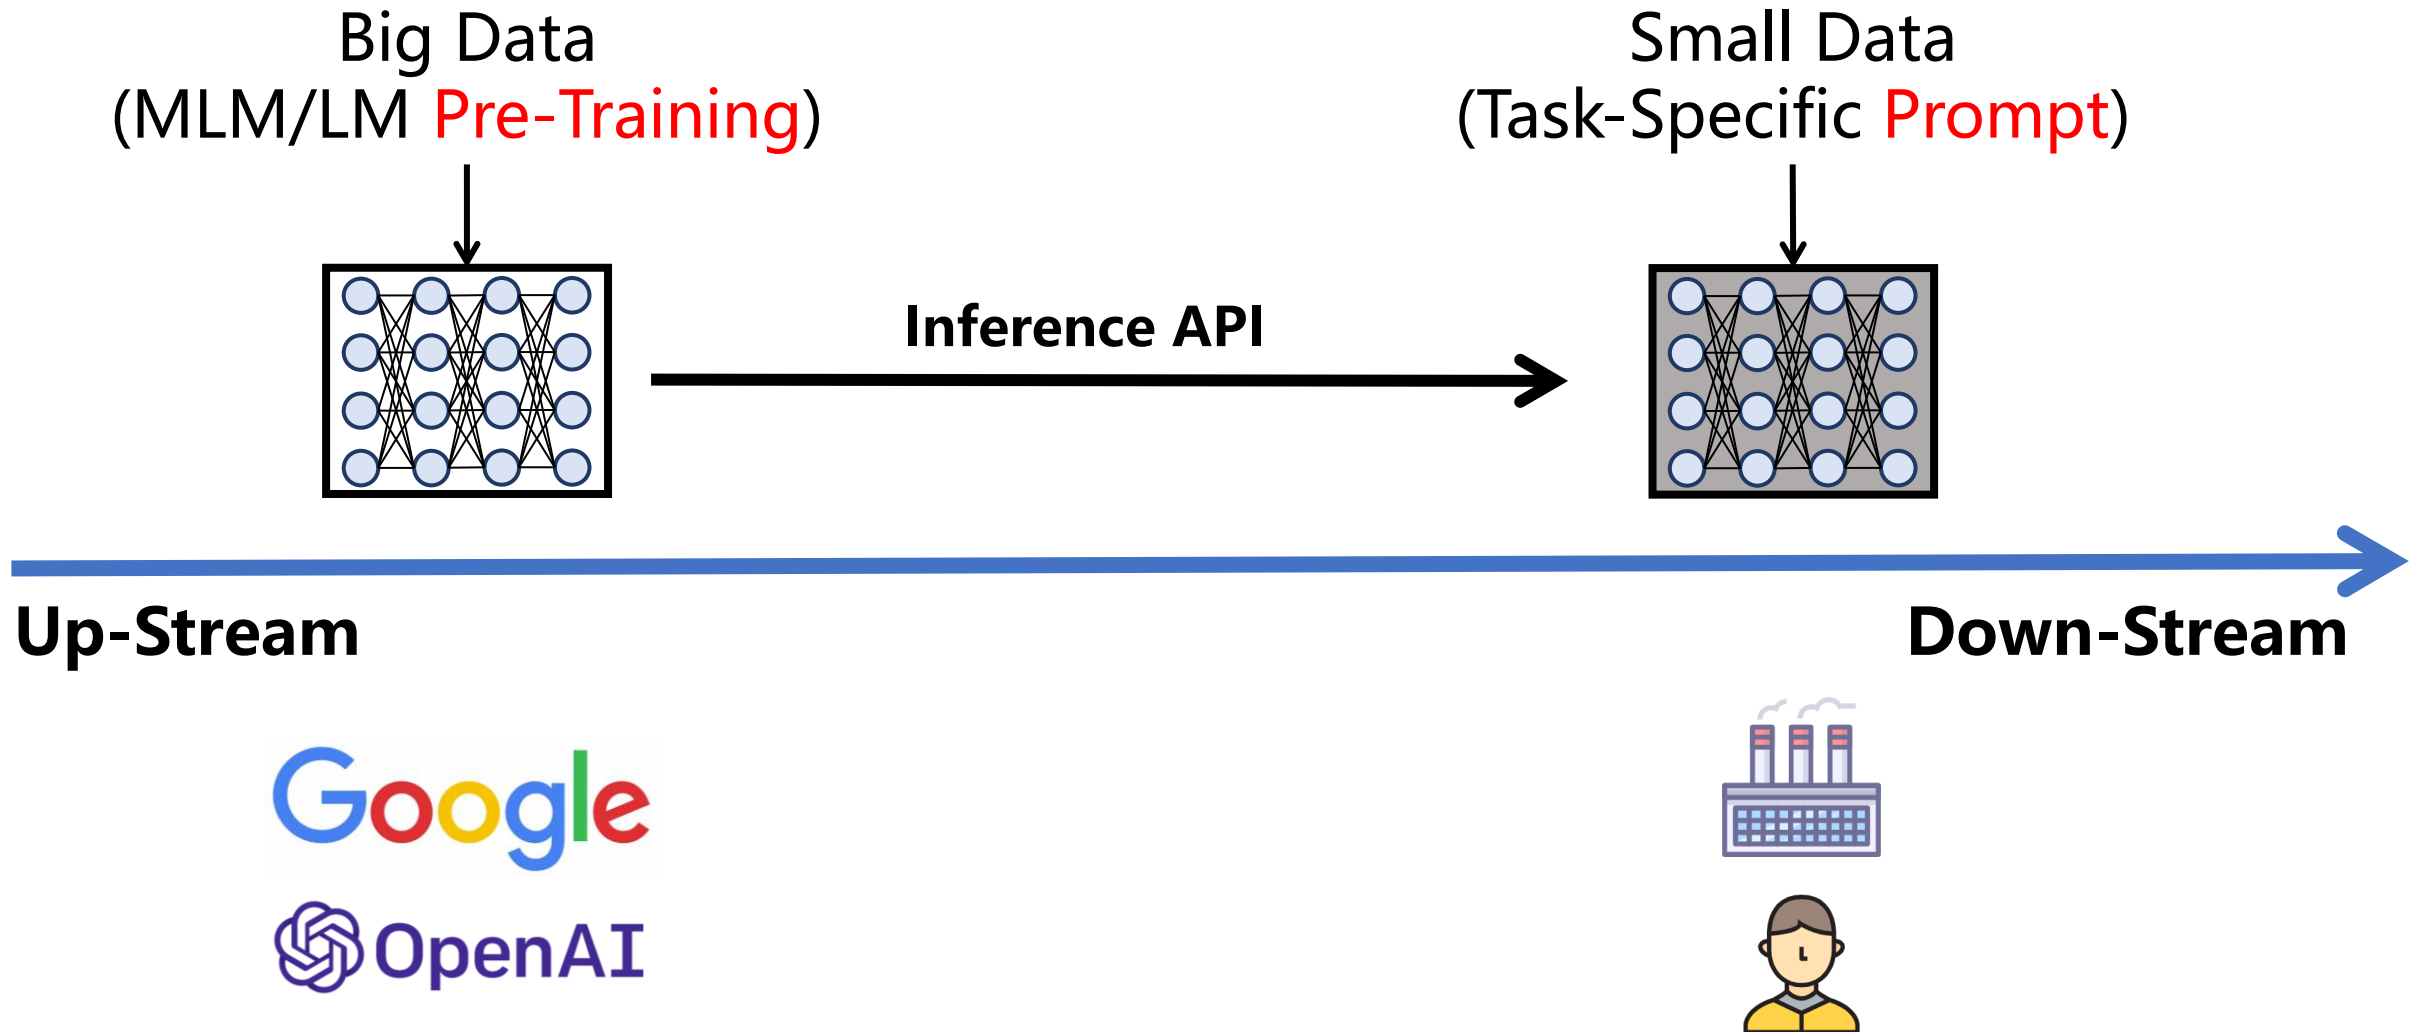 Big Data
(MLM/LM Pre-Training)
Small Data
(Task-Specific Prompt)
Inference API
Up-Stream
Down-Stream
Google
OpenAI